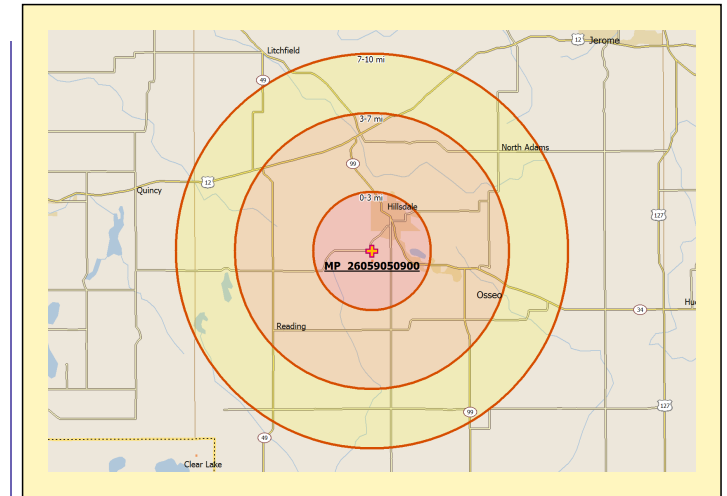 12 Jerome
Litchfield
7-10 mi
49
3-7 mi
North Adams
99
12
Quincy
0-3 mi
Hillsdale
127
MP_26059050900
Osseo
Hu
34
Reading
127
99
49
Clear Lake